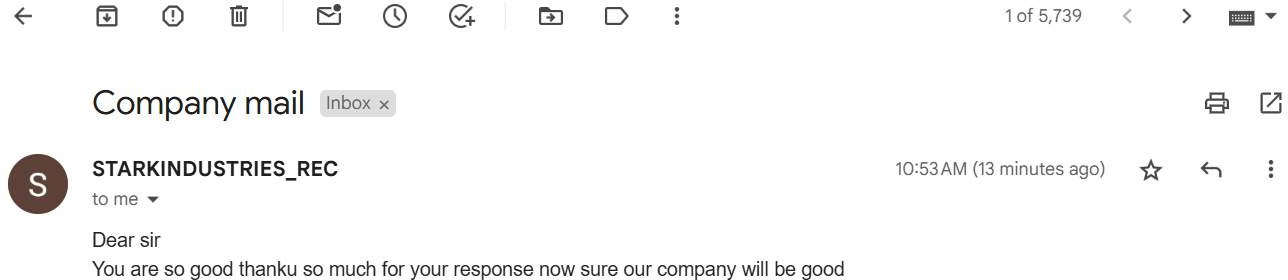 1 of 5,739
Company mail Inbox ×
S
STARKINDUSTRIES_REC 10:53 AM (13 minutes ago)
to me
Dear sir
You are so good thanku so much for your response now sure our company will be good